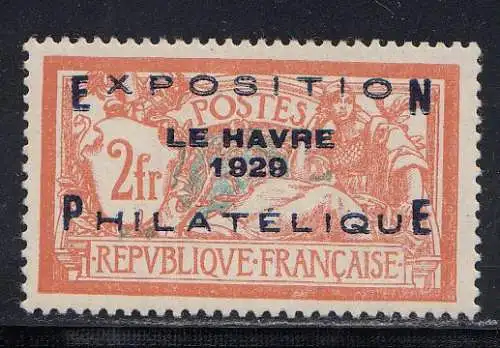 EXPOSITION
POSTES
LE HAVRE
2fr
1929
PHILATÉLIQUE
·REPVBLIQVE·FRANÇAISE·